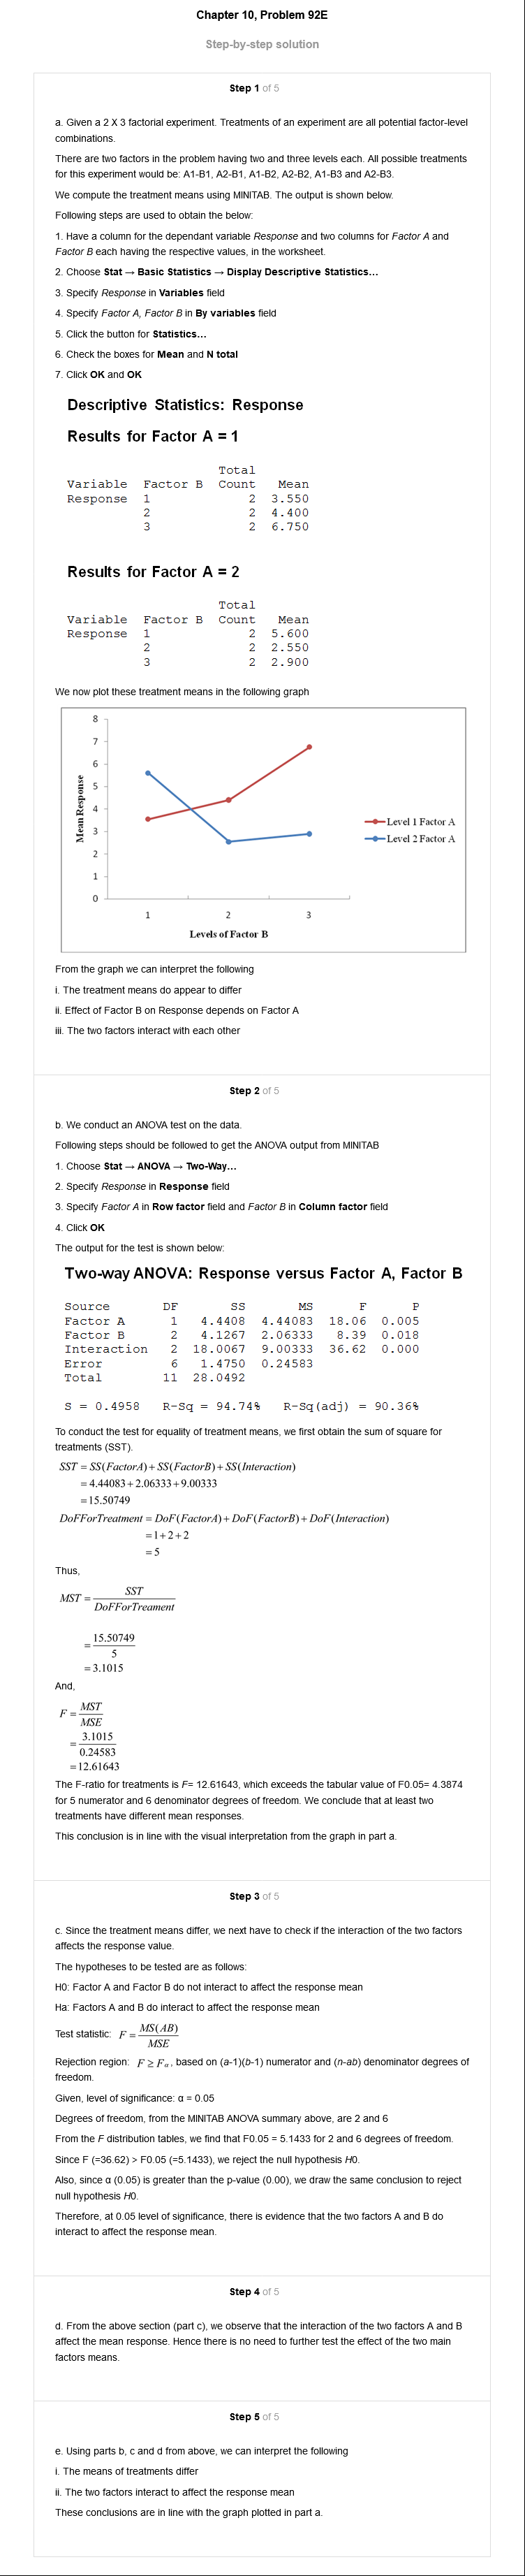 Chapter 10, Problem 92E
Step-by-step solution
Step 1 of 5
a. Given a 2 X 3 factorial experiment. Treatments of an experiment are all potential factor-level
combinations.
There are two factors in the problem having two and three levels each. All possible treatments
for this experiment would be: A1-B1, A2-B1, A1-B2, A2-B2, A1-B3 and A2-B3.
We compute the treatment means using MINITAB. The output is shown below.
Following steps are used to obtain the below:
1. Have a column for the dependant variable Response and two columns for Factor A and
Factor B each having the respective values, in the worksheet.
2. Choose Stat → Basic Statistics → Display Descriptive Statistics...
3. Specify Response in Variables field
4. Specify Factor A, Factor B in By variables field
5. Click the button for Statistics...
6. Check the boxes for Mean and N total
7. Click OK and OK
Descriptive Statistics: Response
Results for Factor A = 1
Total
Variable Factor B Count Mean
Response 1 2 3.550
2 2 4.400
3 2 6.750
Results for Factor A = 2
Total
Variable Factor B Count Mean
Response 1 2 5.600
2 2 2.550
3 2 2.900
We now plot these treatment means in the following graph
8
7
6
5
4
3
2
1
0
Mean Response
1 2 3
Levels of Factor B
Level 1 Factor A
Level 2 Factor A
From the graph we can interpret the following
i. The treatment means do appear to differ
ii. Effect of Factor B on Response depends on Factor A
iii. The two factors interact with each other
Step 2 of 5
b. We conduct an ANOVA test on the data.
Following steps should be followed to get the ANOVA output from MINITAB
1. Choose Stat → ANOVA → Two-Way...
2. Specify Response in Response field
3. Specify Factor A in Row factor field and Factor B in Column factor field
4. Click OK
The output for the test is shown below:
Two-way ANOVA: Response versus Factor A, Factor B
Source DF SS MS F P
Factor A 1 4.4408 4.44083 18.06 0.005
Factor B 2 4.1267 2.06333 8.39 0.018
Interaction 2 18.0067 9.00333 36.62 0.000
Error 6 1.4750 0.24583
Total 11 28.0492
S = 0.4958 R-Sq = 94.74% R-Sq(adj) = 90.36%
To conduct the test for equality of treatment means, we first obtain the sum of square for
treatments (SST).
SST = SS(FactorA)+SS(FactorB)+SS(Interaction)
= 4.44083+2.06333+9.00333
=15.50749
DoFForTreatment = DoF(FactorA)+DoF(FactorB)+DoF(Interaction)
=1+2+2
=5
Thus,
MST = SST / DoFForTreament
= 15.50749 / 5
=3.1015
And,
F = MST / MSE
= 3.1015 / 0.24583
=12.61643
The F-ratio for treatments is F= 12.61643, which exceeds the tabular value of F0.05= 4.3874
for 5 numerator and 6 denominator degrees of freedom. We conclude that at least two
treatments have different mean responses.
This conclusion is in line with the visual interpretation from the graph in part a.
Step 3 of 5
c. Since the treatment means differ, we next have to check if the interaction of the two factors
affects the response value.
The hypotheses to be tested are as follows:
H0: Factor A and Factor B do not interact to affect the response mean
Ha: Factors A and B do interact to affect the response mean
Test statistic: F = MS(AB) / MSE
Rejection region: F ≥ Fα, based on (a-1)(b-1) numerator and (n-ab) denominator degrees of
freedom.
Given, level of significance: α = 0.05
Degrees of freedom, from the MINITAB ANOVA summary above, are 2 and 6
From the F distribution tables, we find that F0.05 = 5.1433 for 2 and 6 degrees of freedom.
Since F (=36.62) > F0.05 (=5.1433), we reject the null hypothesis H0.
Also, since α (0.05) is greater than the p-value (0.00), we draw the same conclusion to reject
null hypothesis H0.
Therefore, at 0.05 level of significance, there is evidence that the two factors A and B do
interact to affect the response mean.
Step 4 of 5
d. From the above section (part c), we observe that the interaction of the two factors A and B
affect the mean response. Hence there is no need to further test the effect of the two main
factors means.
Step 5 of 5
e. Using parts b, c and d from above, we can interpret the following
i. The means of treatments differ
ii. The two factors interact to affect the response mean
These conclusions are in line with the graph plotted in part a.